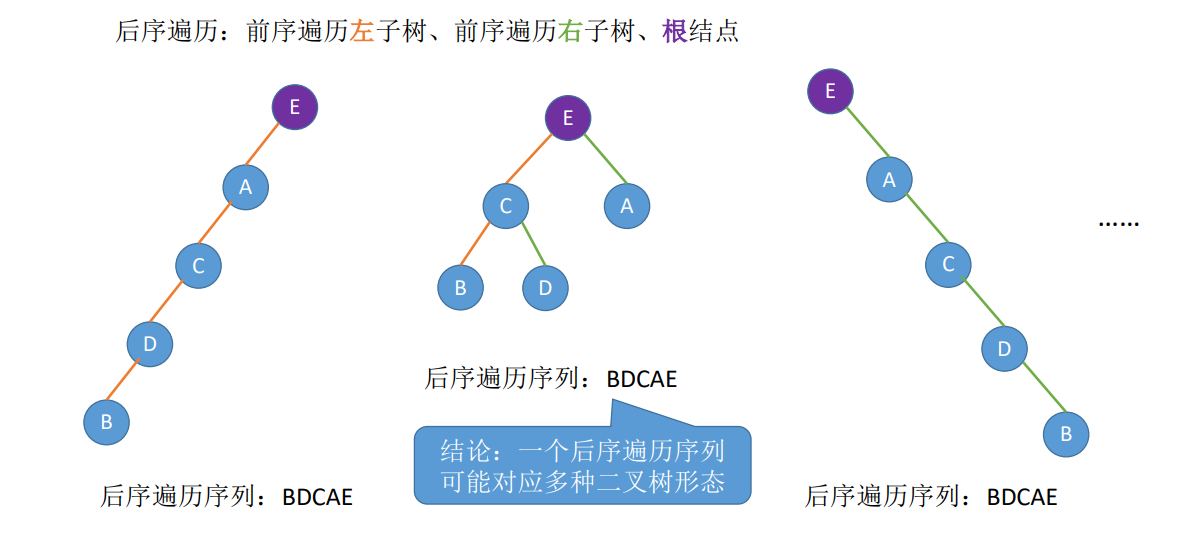 后序遍历：前序遍历左子树、前序遍历右子树、根结点
E
A
C
D
B
后序遍历序列：BDCAE
E
C
A
B
D
后序遍历序列：BDCAE
结论：一个后序遍历序列
可能对应多种二叉树形态
E
A
C
D
B
后序遍历序列：BDCAE
……